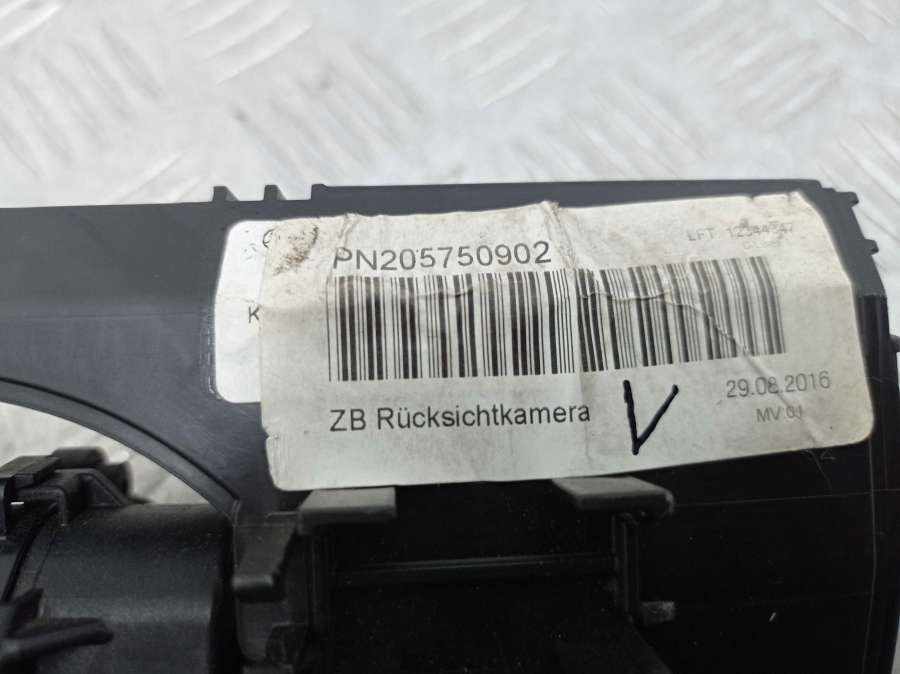 PN205750902
K
ZB Rücksichtkamera
29.08.2016
MV 01